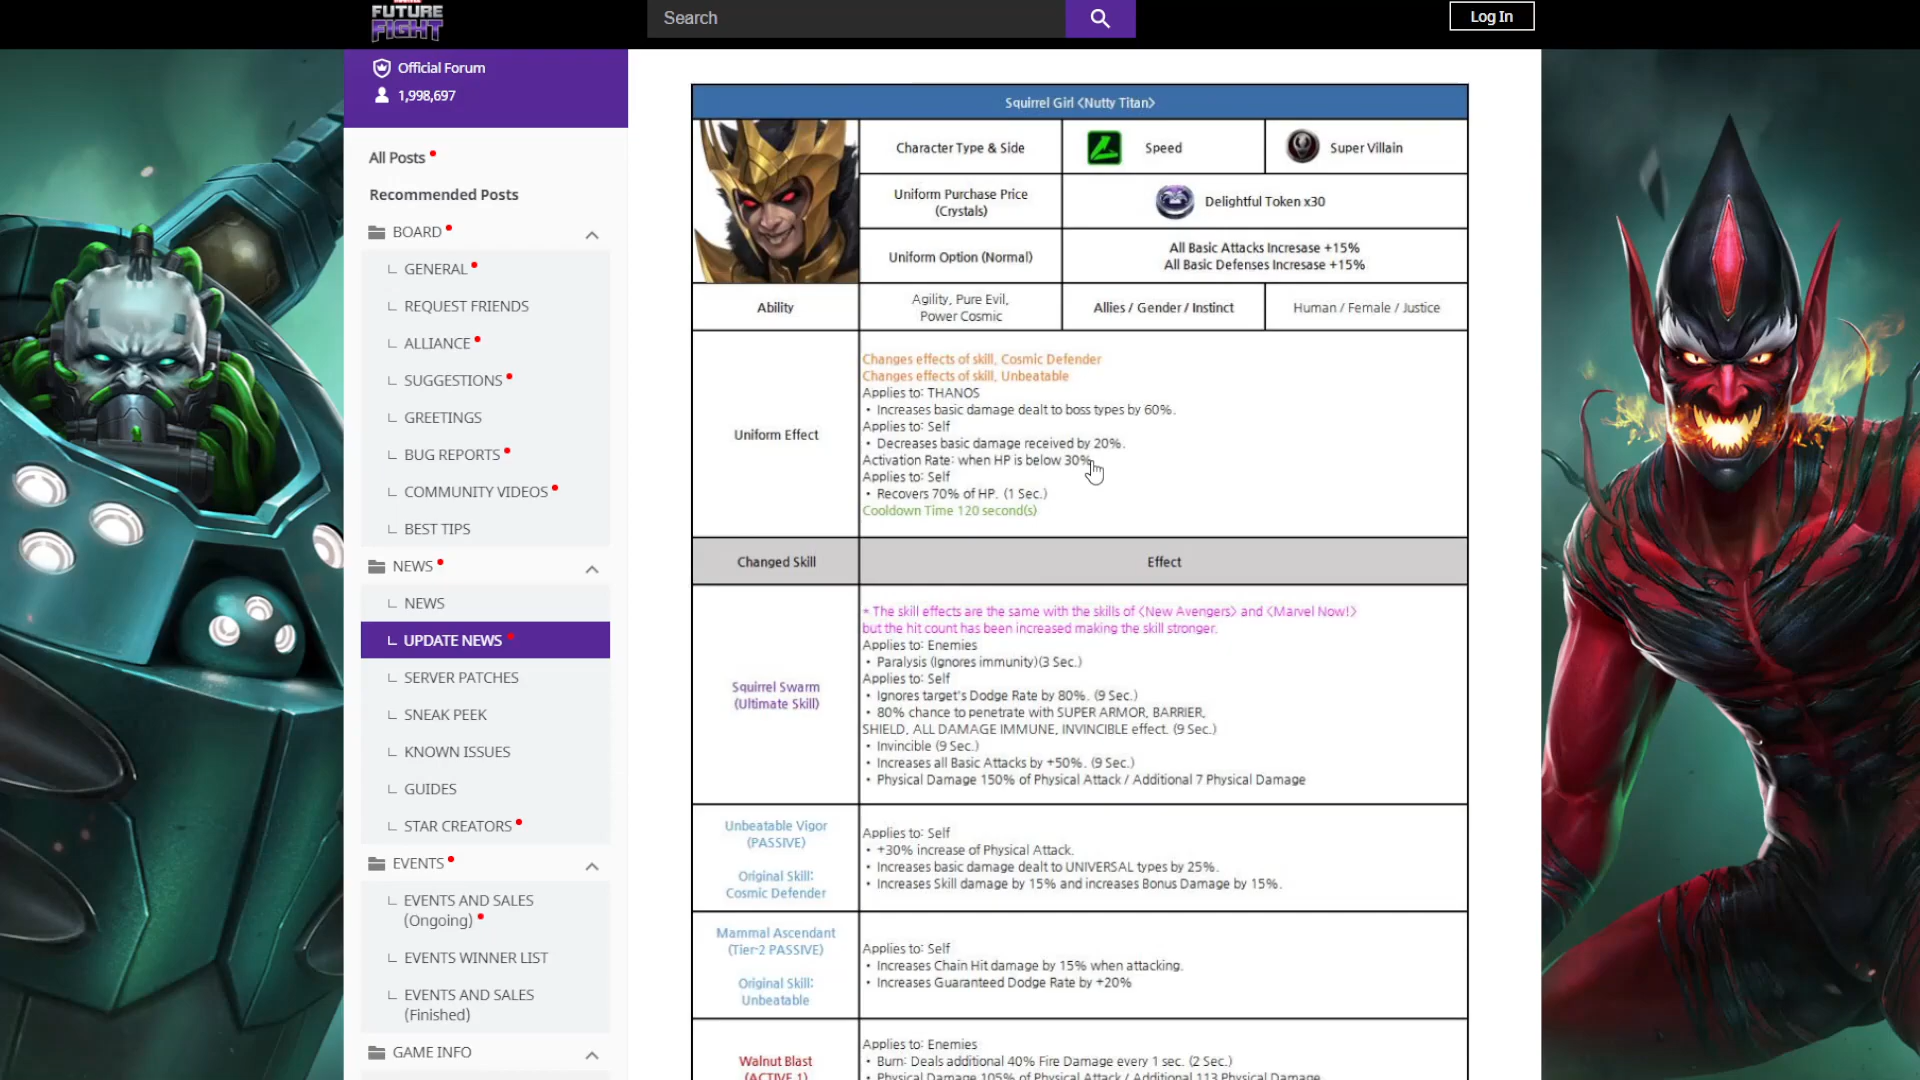 FUTURE
FIGHT
Search
Log In
Official Forum
1,998,697
All Posts
Recommended Posts
BOARD
GENERAL
REQUEST FRIENDS
ALLIANCE
SUGGESTIONS
GREETINGS
BUG REPORTS
COMMUNITY VIDEOS
BEST TIPS
NEWS
NEWS
UPDATE NEWS
SERVER PATCHES
SNEAK PEEK
KNOWN ISSUES
GUIDES
STAR CREATORS
EVENTS
EVENTS AND SALES
(Ongoing)
EVENTS WINNER LIST
EVENTS AND SALES
(Finished)
GAME INFO
Squirrel Girl <Nutty Titan>
Character Type & Side
Speed
Super Villain
Uniform Purchase Price
(Crystals)
Delightful Token x30
Uniform Option (Normal)
All Basic Attacks Incresase +15%
All Basic Defenses Incresase +15%
Ability
Agility, Pure Evil,
Power Cosmic
Allies / Gender / Instinct
Human / Female / Justice
Uniform Effect
Changes effects of skill, Cosmic Defender
Changes effects of skill, Unbeatable
Applies to: THANOS
• Increases basic damage dealt to boss types by 60%.
Applies to: Self
• Decreases basic damage received by 20%.
Activation Rate: when HP is below 30%
Applies to: Self
• Recovers 70% of HP. (1 Sec.)
Cooldown Time 120 second(s)
Changed Skill
Effect
Squirrel Swarm
(Ultimate Skill)
* The skill effects are the same with the skills of <New Avengers> and <Marvel Now!>
but the hit count has been increased making the skill stronger.
Applies to: Enemies
• Paralysis (Ignores immunity)(3 Sec.)
Applies to: Self
• Ignores target's Dodge Rate by 80%. (9 Sec.)
• 80% chance to penetrate with SUPER ARMOR, BARRIER,
SHIELD, ALL DAMAGE IMMUNE, INVINCIBLE effect. (9 Sec.)
• Invincible (9 Sec.)
• Increases all Basic Attacks by +50%. (9 Sec.)
• Physical Damage 150% of Physical Attack / Additional 7 Physical Damage
Unbeatable Vigor
(PASSIVE)
Original Skill:
Cosmic Defender
Applies to: Self
• +30% increase of Physical Attack.
• Increases basic damage dealt to UNIVERSAL types by 25%.
• Increases Skill damage by 15% and increases Bonus Damage by 15%.
Mammal Ascendant
(Tier-2 PASSIVE)
Original Skill:
Unbeatable
Applies to: Self
• Increases Chain Hit damage by 15% when attacking.
• Increases Guaranteed Dodge Rate by +20%
Walnut Blast
(ACTIVE 1)
Applies to: Enemies
• Burn: Deals additional 40% Fire Damage every 1 sec. (2 Sec.)
• Physical Damage 105% of Physical Attack / Additional 113 Physical Damage